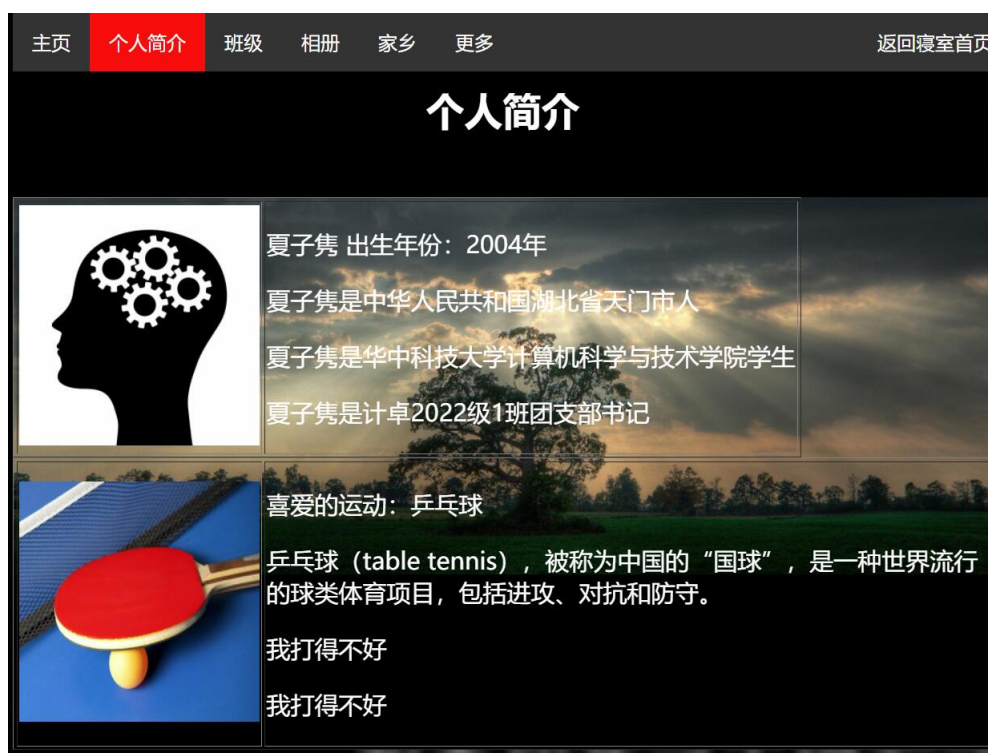 主页 个人简介 班级 相册 家乡 更多 返回寝室首页
个人简介
夏子隽 出生年份：2004年
夏子隽是中华人民共和国湖北省天门市人
夏子隽是华中科技大学计算机科学与技术学院学生
夏子隽是计卓2022级1班团支部书记
喜爱的运动：乒乓球
乒乓球（table tennis），被称为中国的“国球”，是一种世界流行
的球类体育项目，包括进攻、对抗和防守。
我打得不好
我打得不好